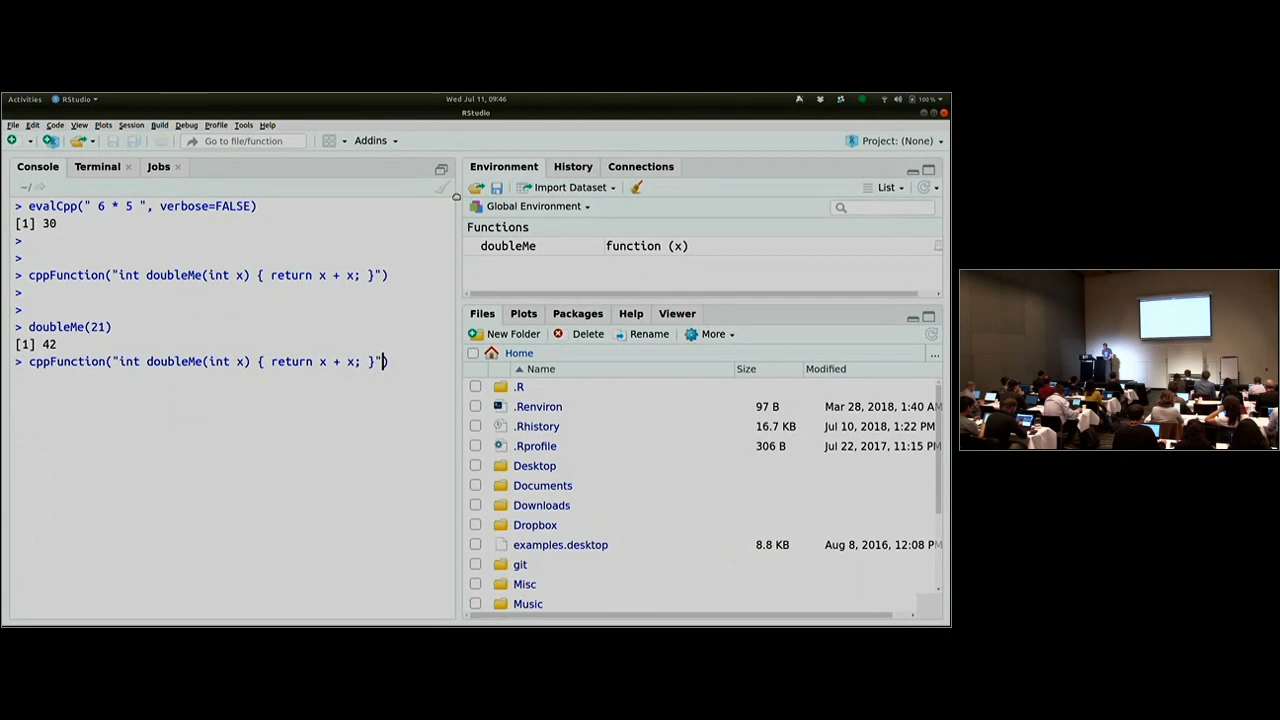 Activities RStudio Wed Jul 11, 09:46 100 %
RStudio
File Edit Code View Plots Session Build Debug Profile Tools Help
Go to file/function Addins Project: (None)
Console Terminal Jobs
~/
> evalCpp(" 6 * 5 ", verbose=FALSE)
[1] 30
>
>
> cppFunction("int doubleMe(int x) { return x + x; }")
>
>
> doubleMe(21)
[1] 42
> cppFunction("int doubleMe(int x) { return x + x; }")
Environment History Connections
Import Dataset List
Global Environment
Functions
doubleMe function (x)
Files Plots Packages Help Viewer
New Folder Delete Rename More
Home ...
Name Size Modified
.R
.Renviron 97 B Mar 28, 2018, 1:40 AM
.Rhistory 16.7 KB Jul 10, 2018, 1:22 PM
.Rprofile 306 B Jul 22, 2017, 11:15 PM
Desktop
Documents
Downloads
Dropbox
examples.desktop 8.8 KB Aug 8, 2016, 12:08 PM
git
Misc
Music